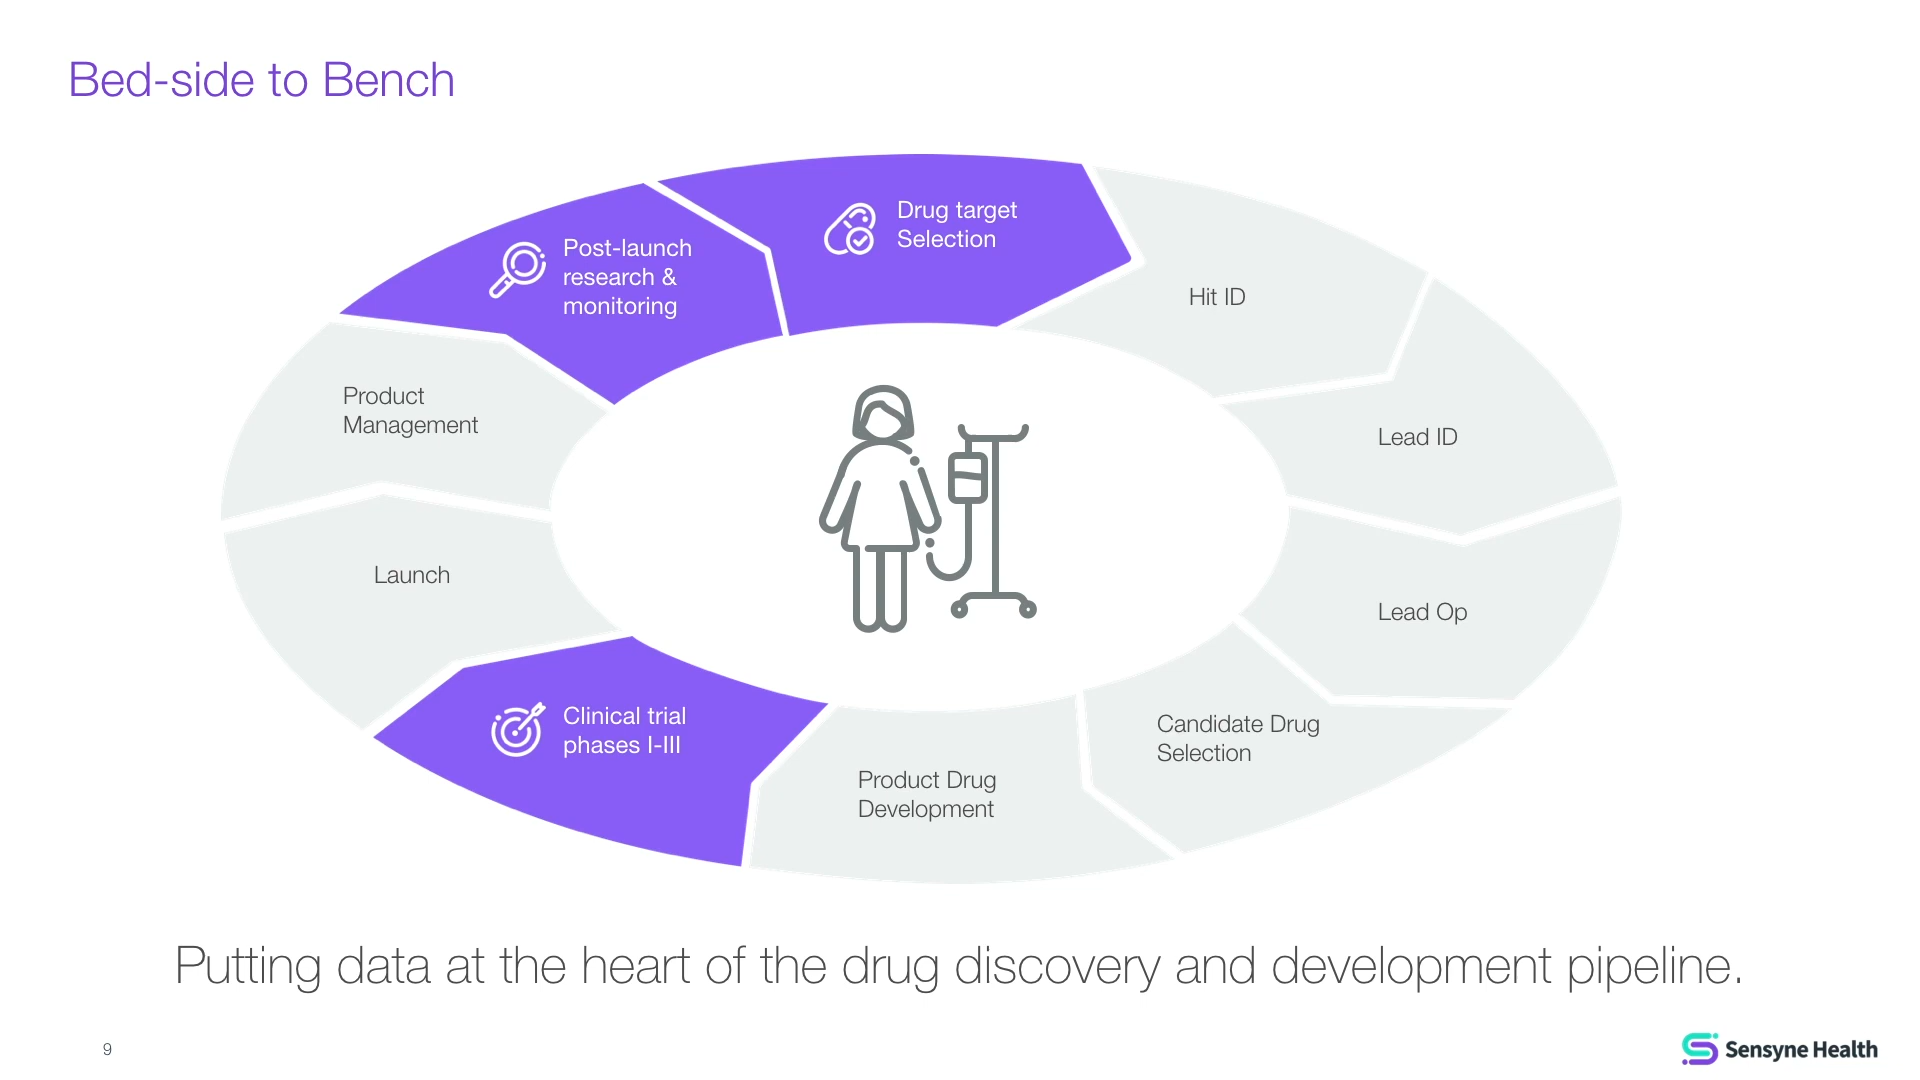 Bed-side to Bench
Drug target
Selection
Post-launch
research &
monitoring
Hit ID
Product
Management
Lead ID
Launch
Lead Op
Clinical trial
phases I-III
Candidate Drug
Selection
Product Drug
Development
Putting data at the heart of the drug discovery and development pipeline.
9
Sensyne Health